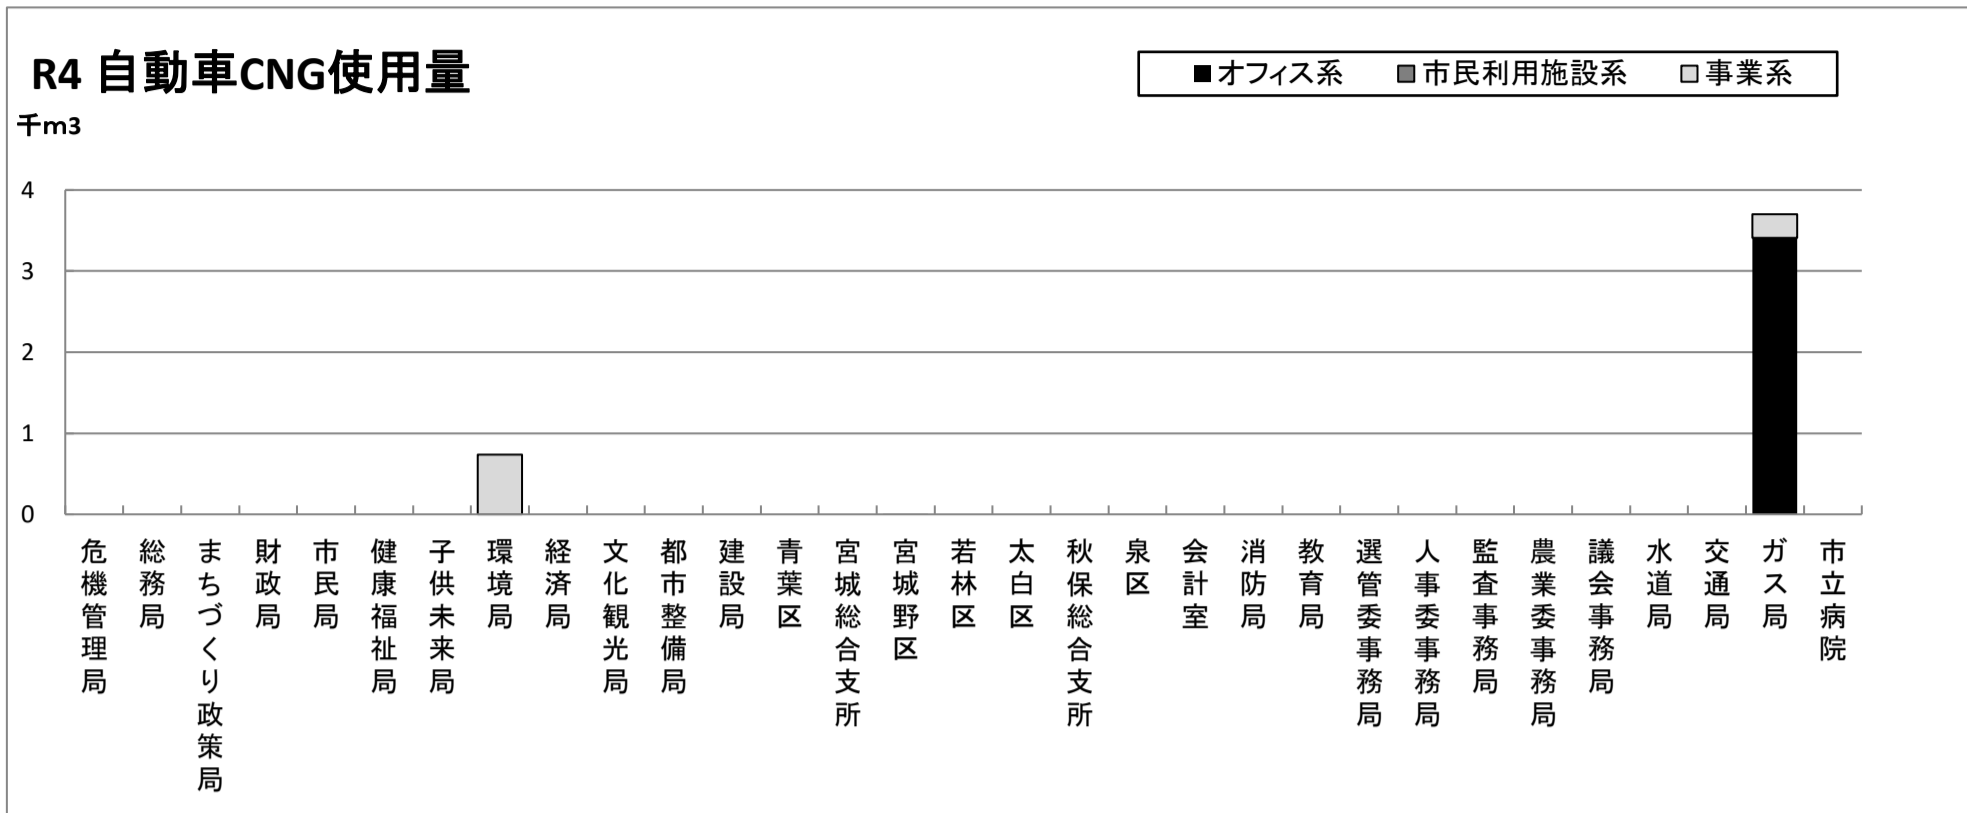 R4 自動車CNG使用量
■オフィス系 ■市民利用施設系 □事業系
千m3
4
3
2
1
0
危機管理局
総務局
まちづくり政策局
財政局
市民局
健康福祉局
子供未来局
環境局
経済局
文化観光局
都市整備局
建設局
青葉区
宮城総合支所
宮城野区
若林区
太白区
秋保総合支所
泉区
会計室
消防局
教育局
選管委事務局
人事委事務局
監査事務局
農業委事務局
議会事務局
水道局
交通局
ガス局
市立病院